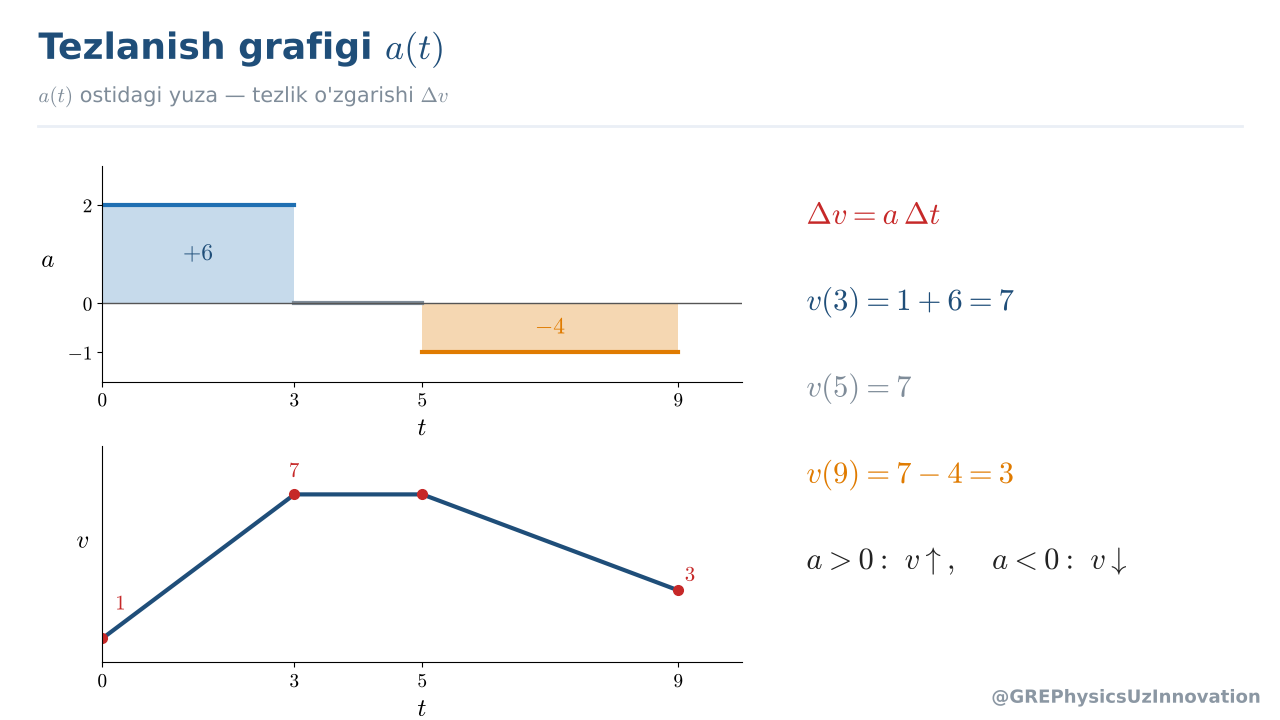 Tezlanish grafigi a(t)
a(t) ostidagi yuza — tezlik o'zgarishi Δv
2
+6
a
0
−4
−1
0 3 5 9
t
7
v
3
1
0 3 5 9
t
Δv = a Δt
v(3) = 1 + 6 = 7
v(5) = 7
v(9) = 7 − 4 = 3
a > 0 : v↑, a < 0 : v↓
@GREPhysicsUzInnovation